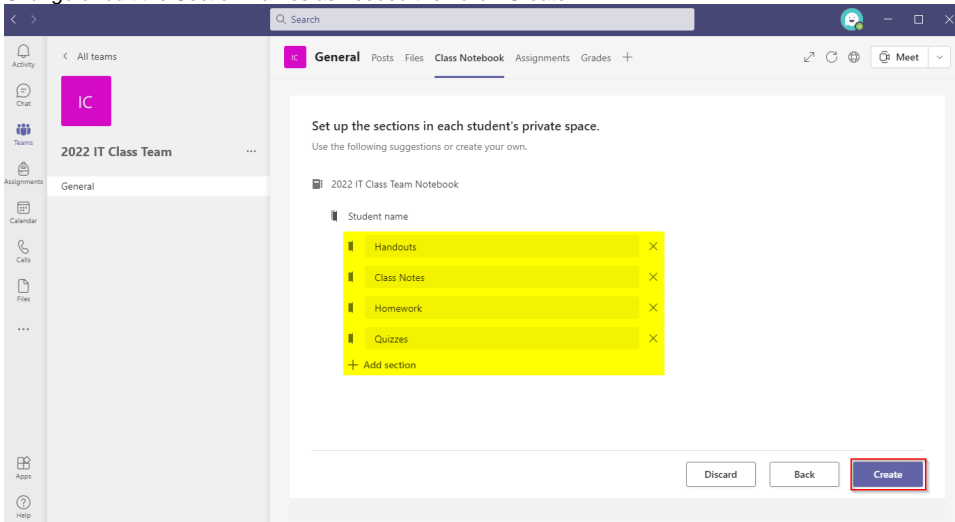 Search
Activity
Chat
Teams
Assignments
Calendar
Calls
Files
...
Apps
Help
All teams
IC
2022 IT Class Team
...
General
IC General Posts Files Class Notebook Assignments Grades +
Meet
Set up the sections in each student's private space.
Use the following suggestions or create your own.
2022 IT Class Team Notebook
Student name
Handouts
Class Notes
Homework
Quizzes
+ Add section
Discard Back Create